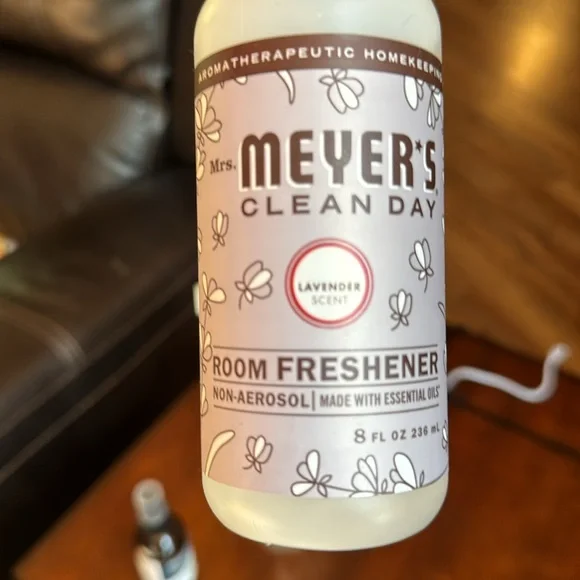 AROMATHERAPEUTIC HOMEKEEPING
Mrs. MEYER*S
CLEAN DAY
LAVENDER
SCENT
ROOM FRESHENER
NON-AEROSOL | MADE WITH ESSENTIAL OILS*
8 FL OZ 236 mL